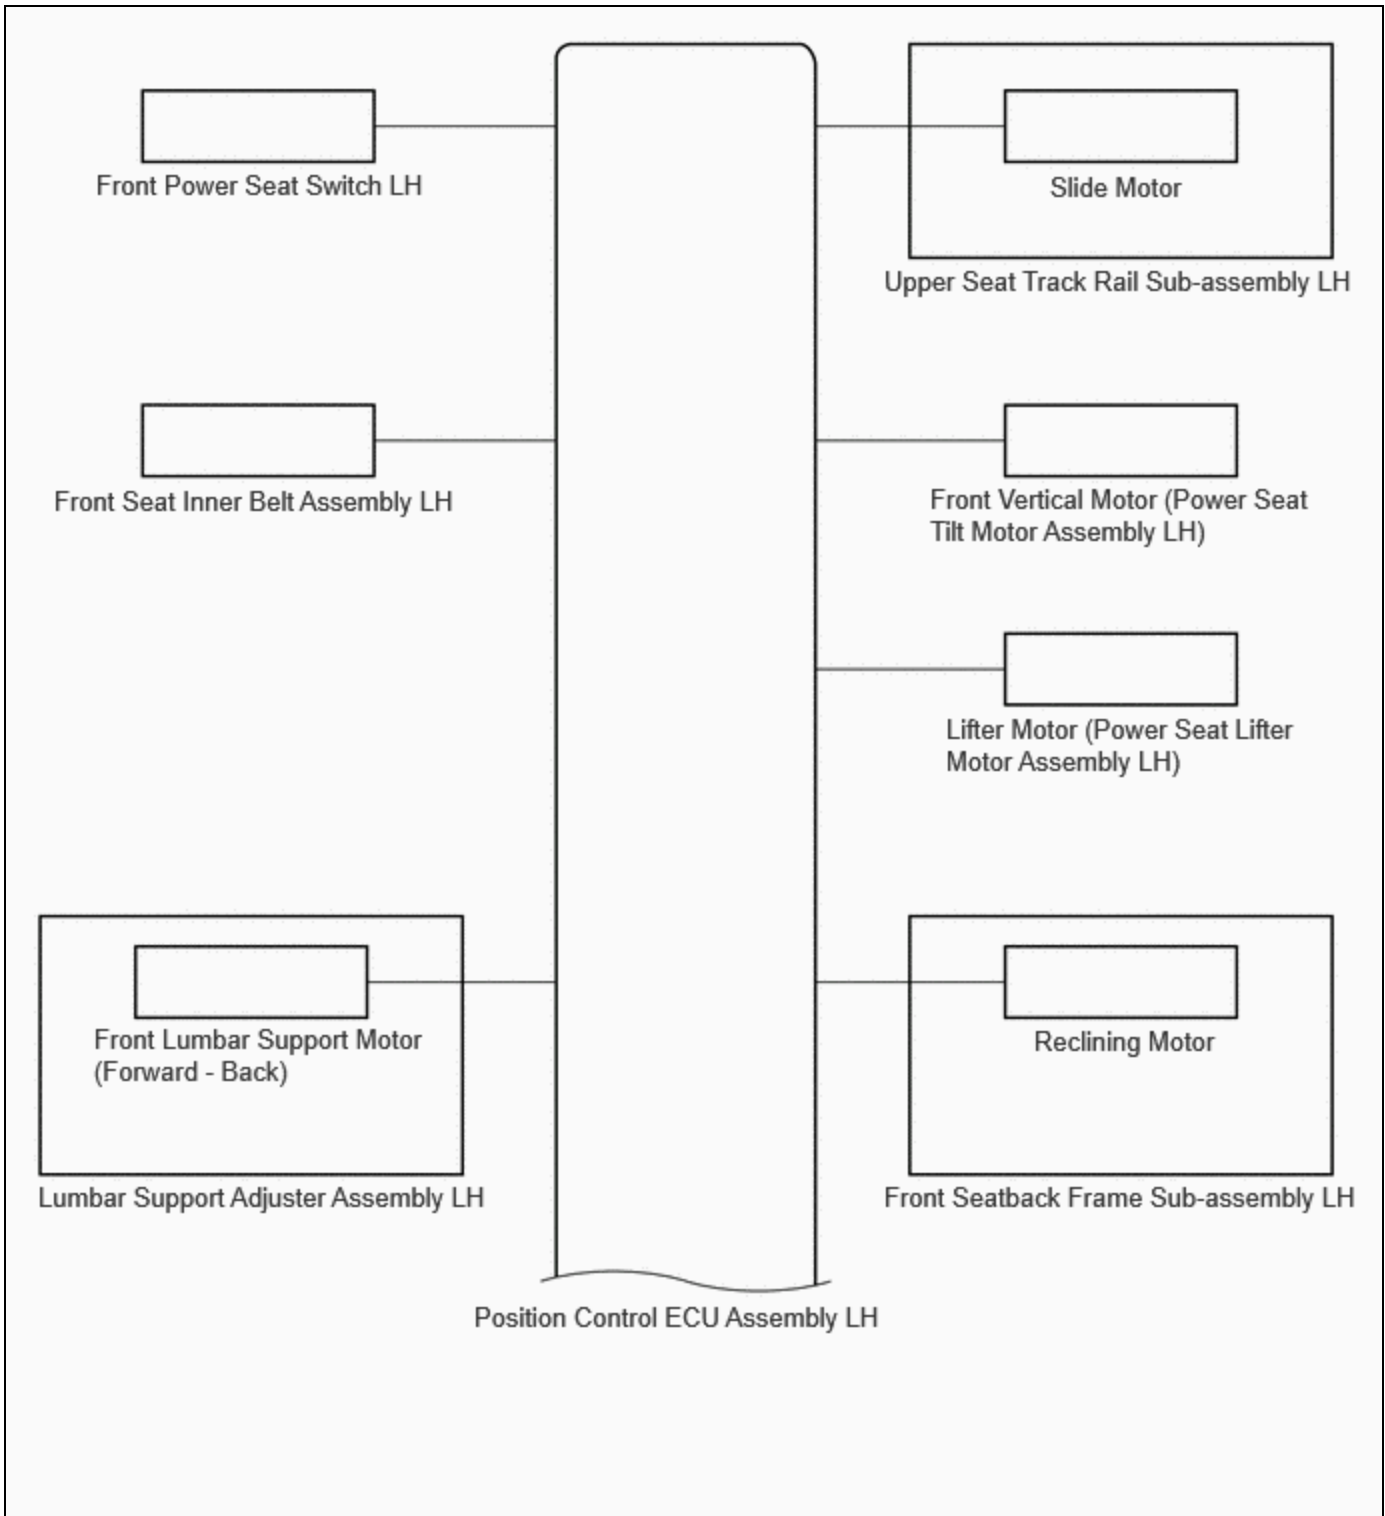 Front Power Seat Switch LH
Slide Motor
Upper Seat Track Rail Sub-assembly LH
Front Seat Inner Belt Assembly LH
Front Vertical Motor (Power Seat
Tilt Motor Assembly LH)
Lifter Motor (Power Seat Lifter
Motor Assembly LH)
Front Lumbar Support Motor
(Forward - Back)
Reclining Motor
Lumbar Support Adjuster Assembly LH
Front Seatback Frame Sub-assembly LH
Position Control ECU Assembly LH